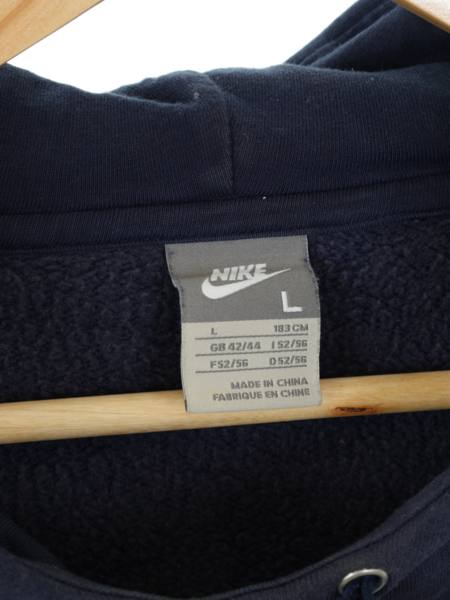 NIKE
L
L 183 CM
GB 42/44 I 52/56
F 52/56 D 52/56
MADE IN CHINA
FABRIQUE EN CHINE